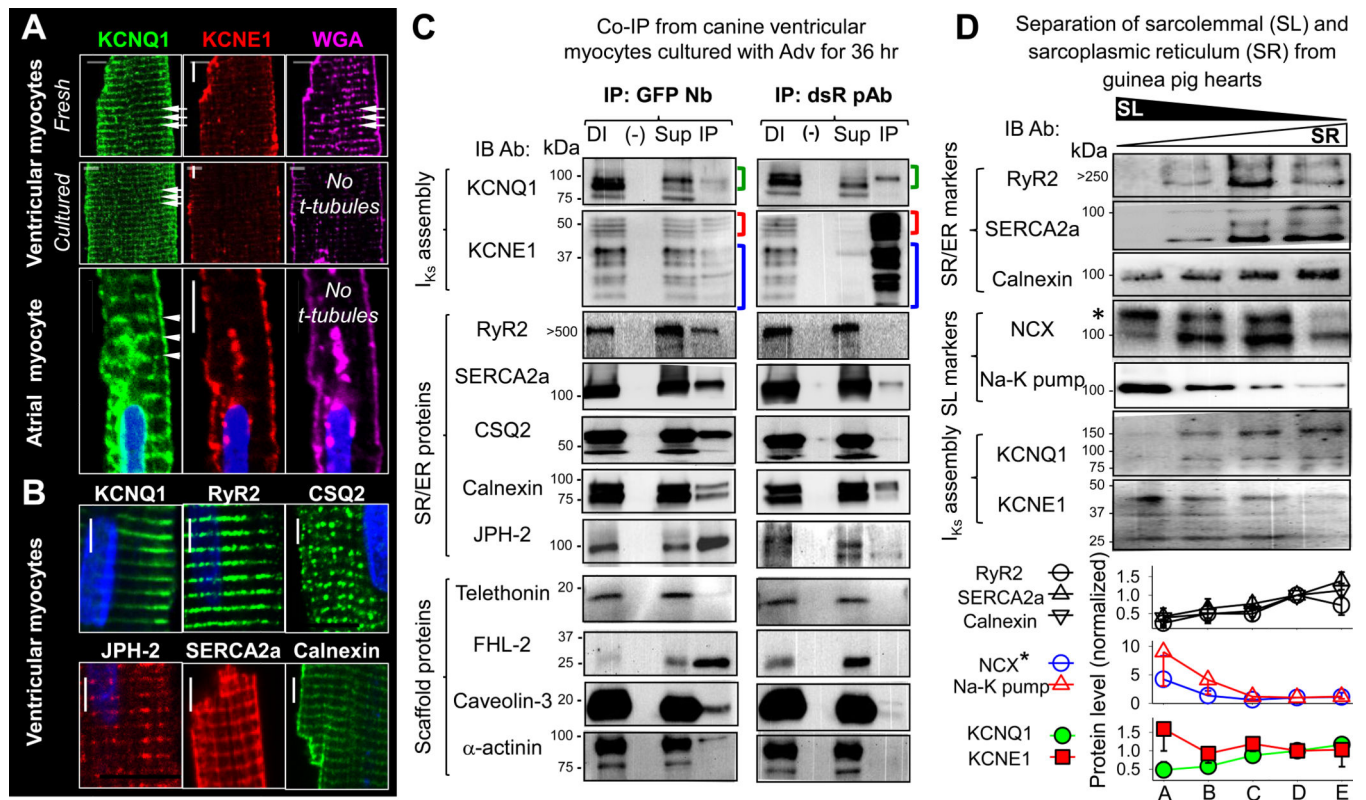 A
KCNQ1
KCNE1
WGA
Ventricular myocytes
Fresh
Cultured
No
t-tubules
Atrial myocyte
No
t-tubules
B
Ventricular myocytes
KCNQ1
RyR2
CSQ2
JPH-2
SERCA2a
Calnexin
C
Co-IP from canine ventricular
myocytes cultured with Adv for 36 hr
IP: GFP Nb
IP: dsR pAb
DI (-) Sup IP
DI (-) Sup IP
IB Ab: kDa
IKs assembly
KCNQ1
100
75
KCNE1
50
37
SR/ER proteins
RyR2
>500
SERCA2a
100
CSQ2
50
Calnexin
100
75
JPH-2
100
Scaffold proteins
Telethonin
20
FHL-2
37
25
Caveolin-3
20
α-actinin
100
75
D
Separation of sarcolemmal (SL) and
sarcoplasmic reticulum (SR) from
guinea pig hearts
SL
SR
IB Ab:
kDa
SR/ER markers
RyR2
>250
SERCA2a
100
Calnexin
100
SL markers
NCX
*
100
Na-K pump
100
IKs assembly
KCNQ1
150
100
75
KCNE1
50
37
25
Protein level (normalized)
RyR2
SERCA2a
Calnexin
1.5
1.0
0.5
NCX*
Na-K pump
10
5
0
KCNQ1
KCNE1
1.5
1.0
0.5
A B C D E